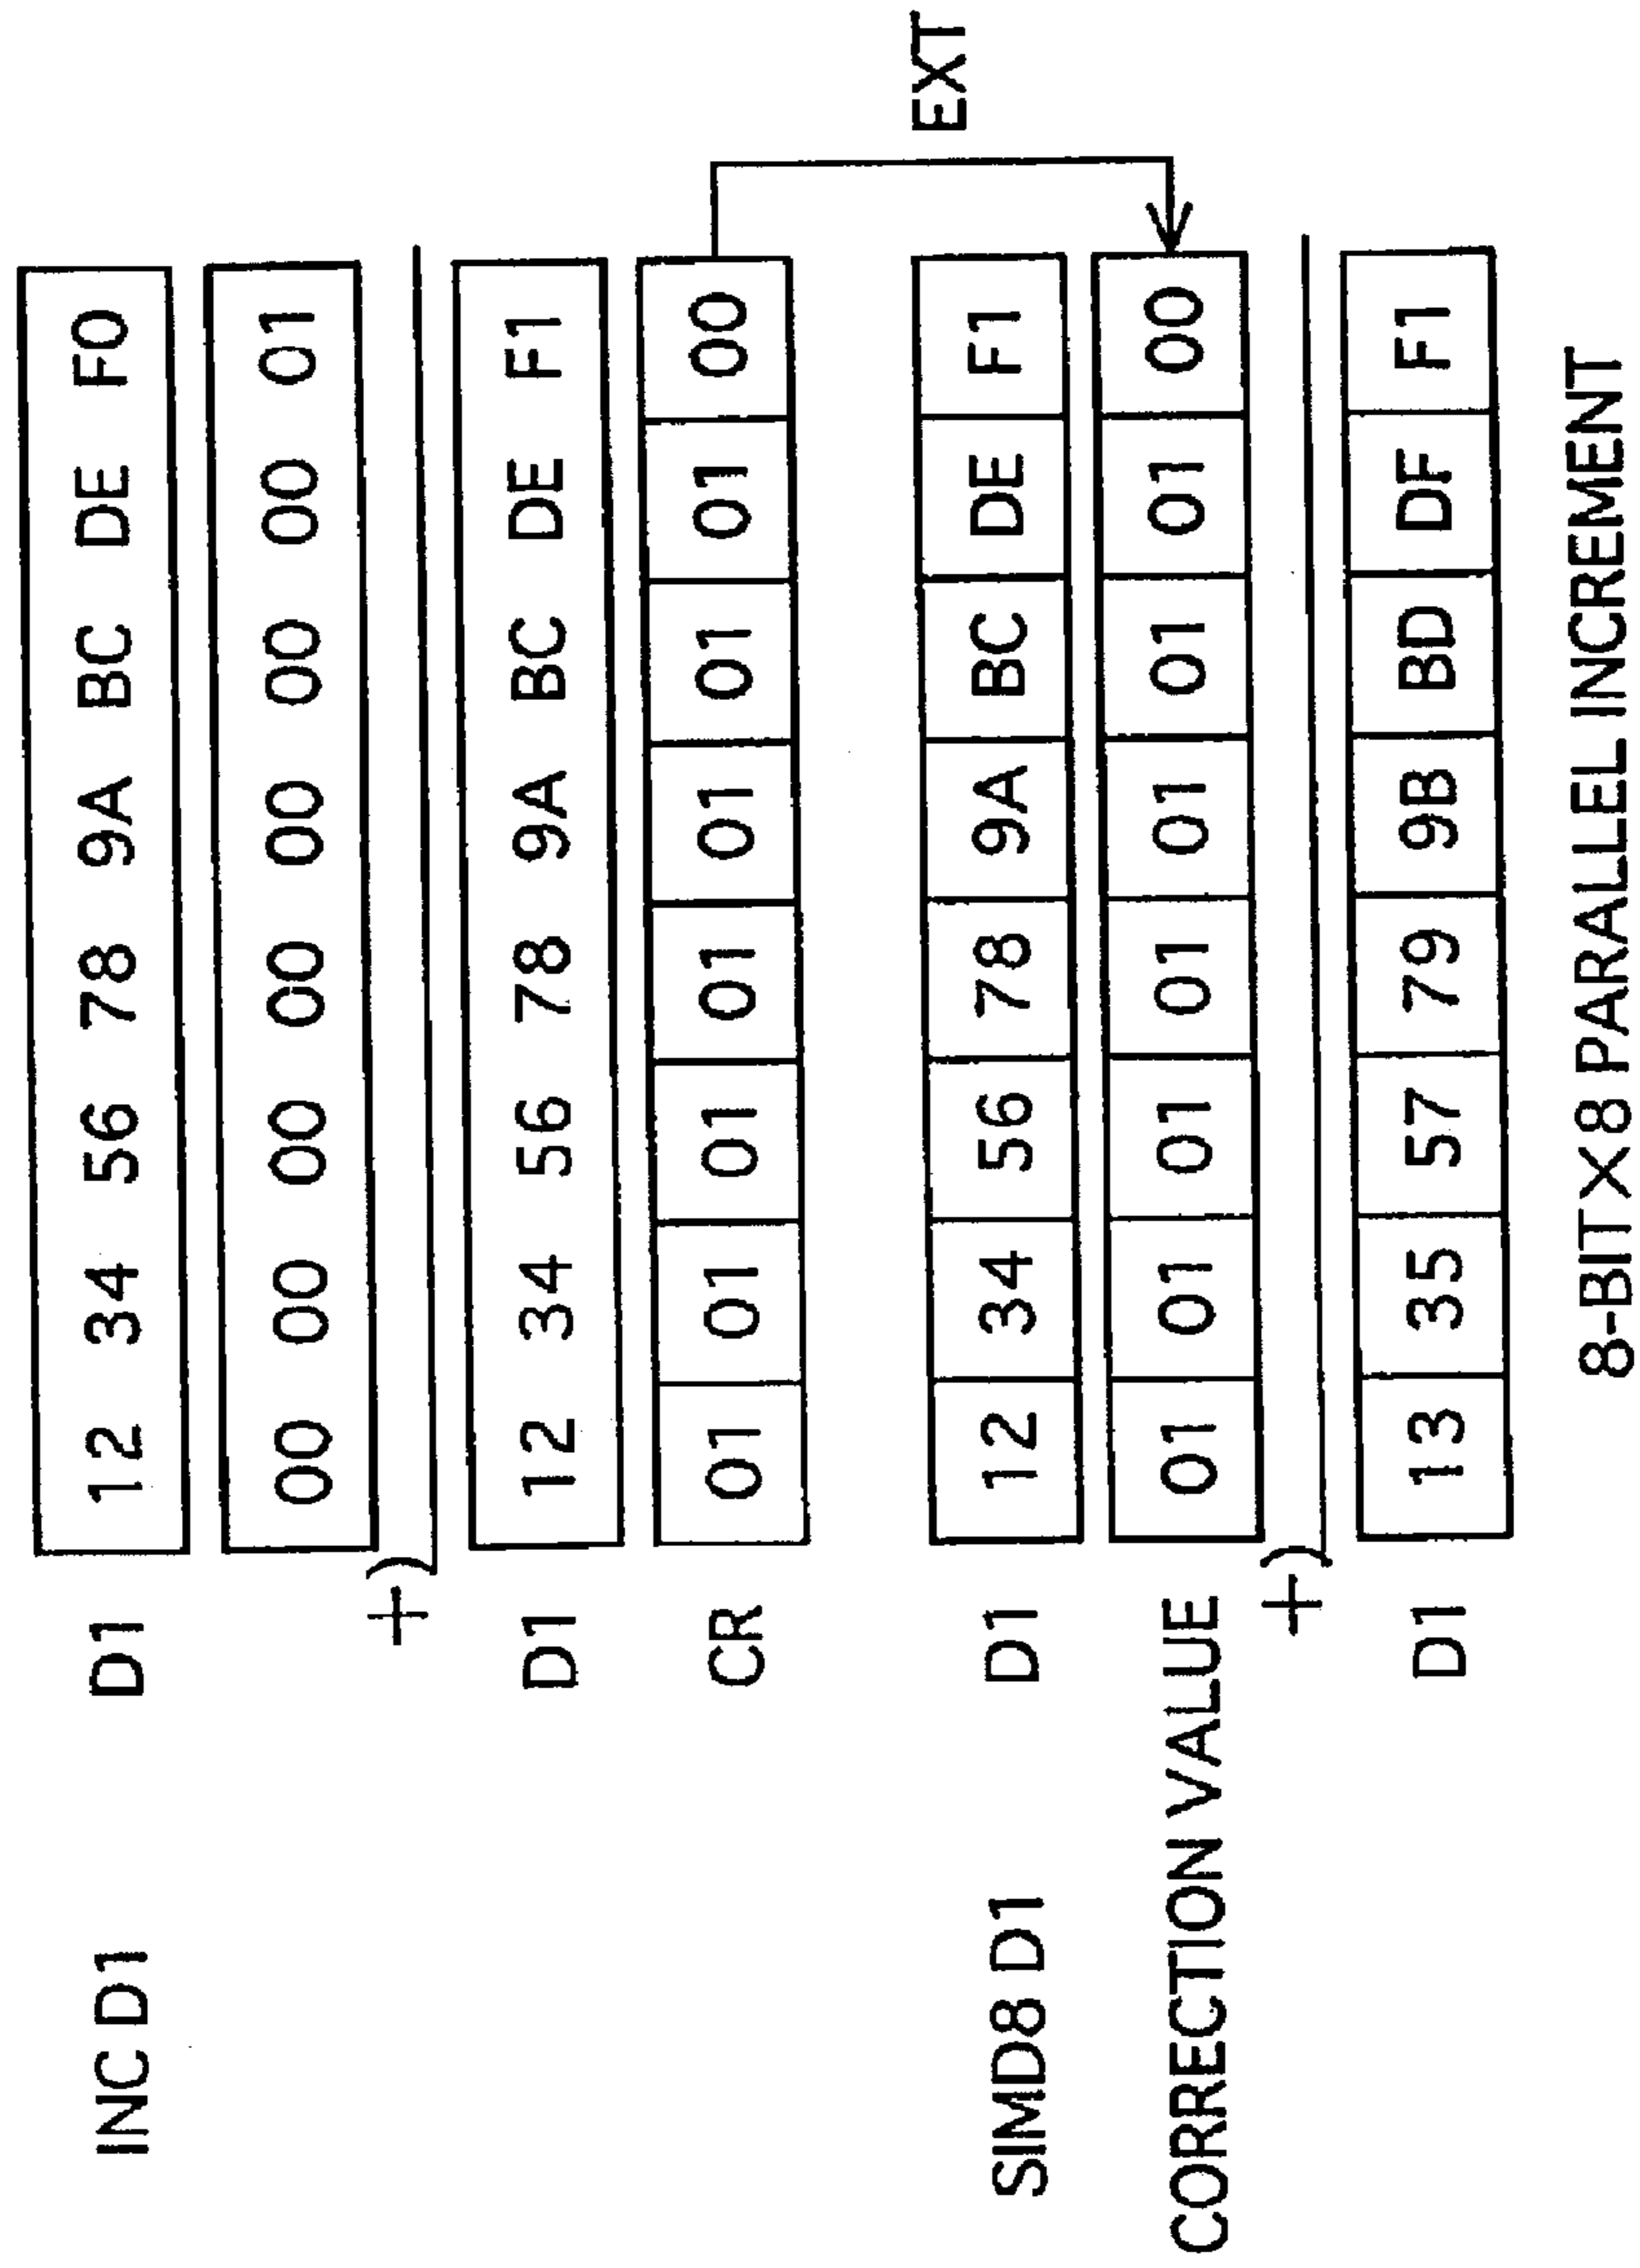 INC D1 D1 12 34 56 78 9A BC DE F0
00 00 00 00 00 00 00 01
+)
D1 12 34 56 78 9A BC DE F1
CR 01 01 01 01 01 01 01 00
EXT
SIMD8 D1 D1 12 34 56 78 9A BC DE F1
CORRECTION VALUE 01 01 01 01 01 01 01 00
+)
D1 13 35 57 79 9B BD DF F1
8-BIT×8 PARALLEL INCREMENT